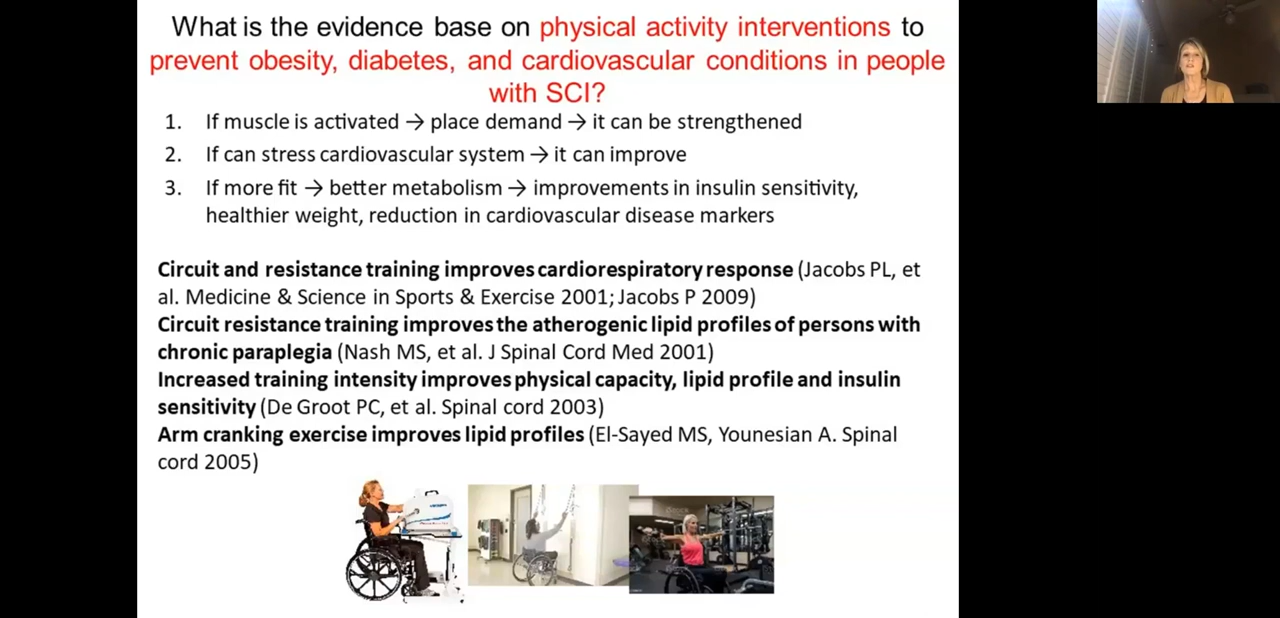 What is the evidence base on physical activity interventions to
prevent obesity, diabetes, and cardiovascular conditions in people
with SCI?
1. If muscle is activated → place demand → it can be strengthened
2. If can stress cardiovascular system → it can improve
3. If more fit → better metabolism → improvements in insulin sensitivity,
healthier weight, reduction in cardiovascular disease markers
Circuit and resistance training improves cardiorespiratory response (Jacobs PL, et
al. Medicine & Science in Sports & Exercise 2001; Jacobs P 2009)
Circuit resistance training improves the atherogenic lipid profiles of persons with
chronic paraplegia (Nash MS, et al. J Spinal Cord Med 2001)
Increased training intensity improves physical capacity, lipid profile and insulin
sensitivity (De Groot PC, et al. Spinal cord 2003)
Arm cranking exercise improves lipid profiles (El-Sayed MS, Younesian A. Spinal
cord 2005)